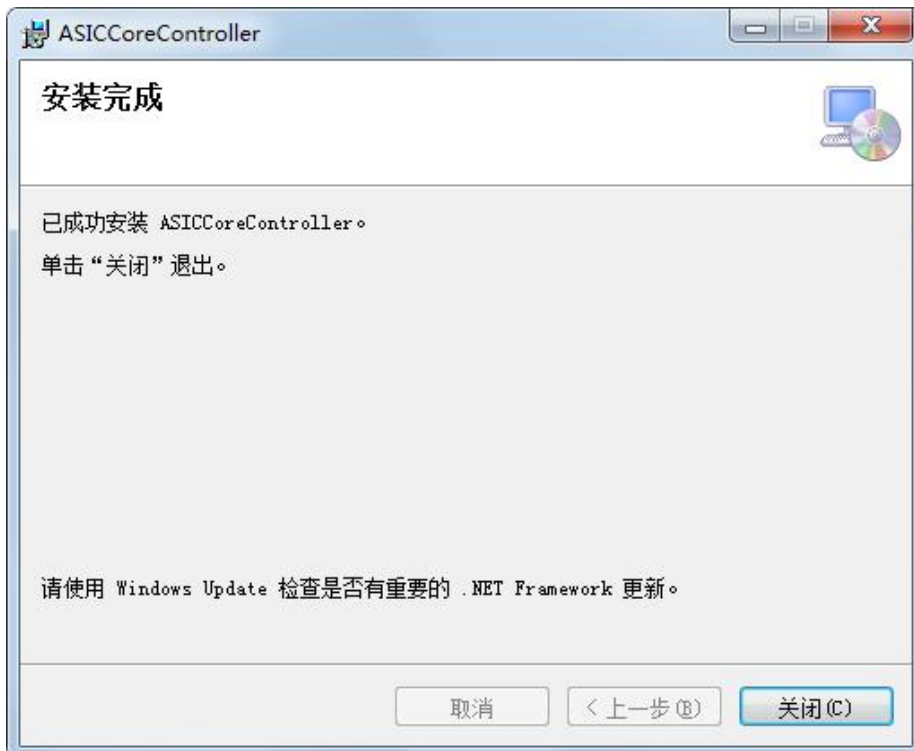 ASICCoreController
安装完成
已成功安装 ASICCoreController。
单击“关闭”退出。
请使用 Windows Update 检查是否有重要的 .NET Framework 更新。
取消
<上一步(B)
关闭(C)